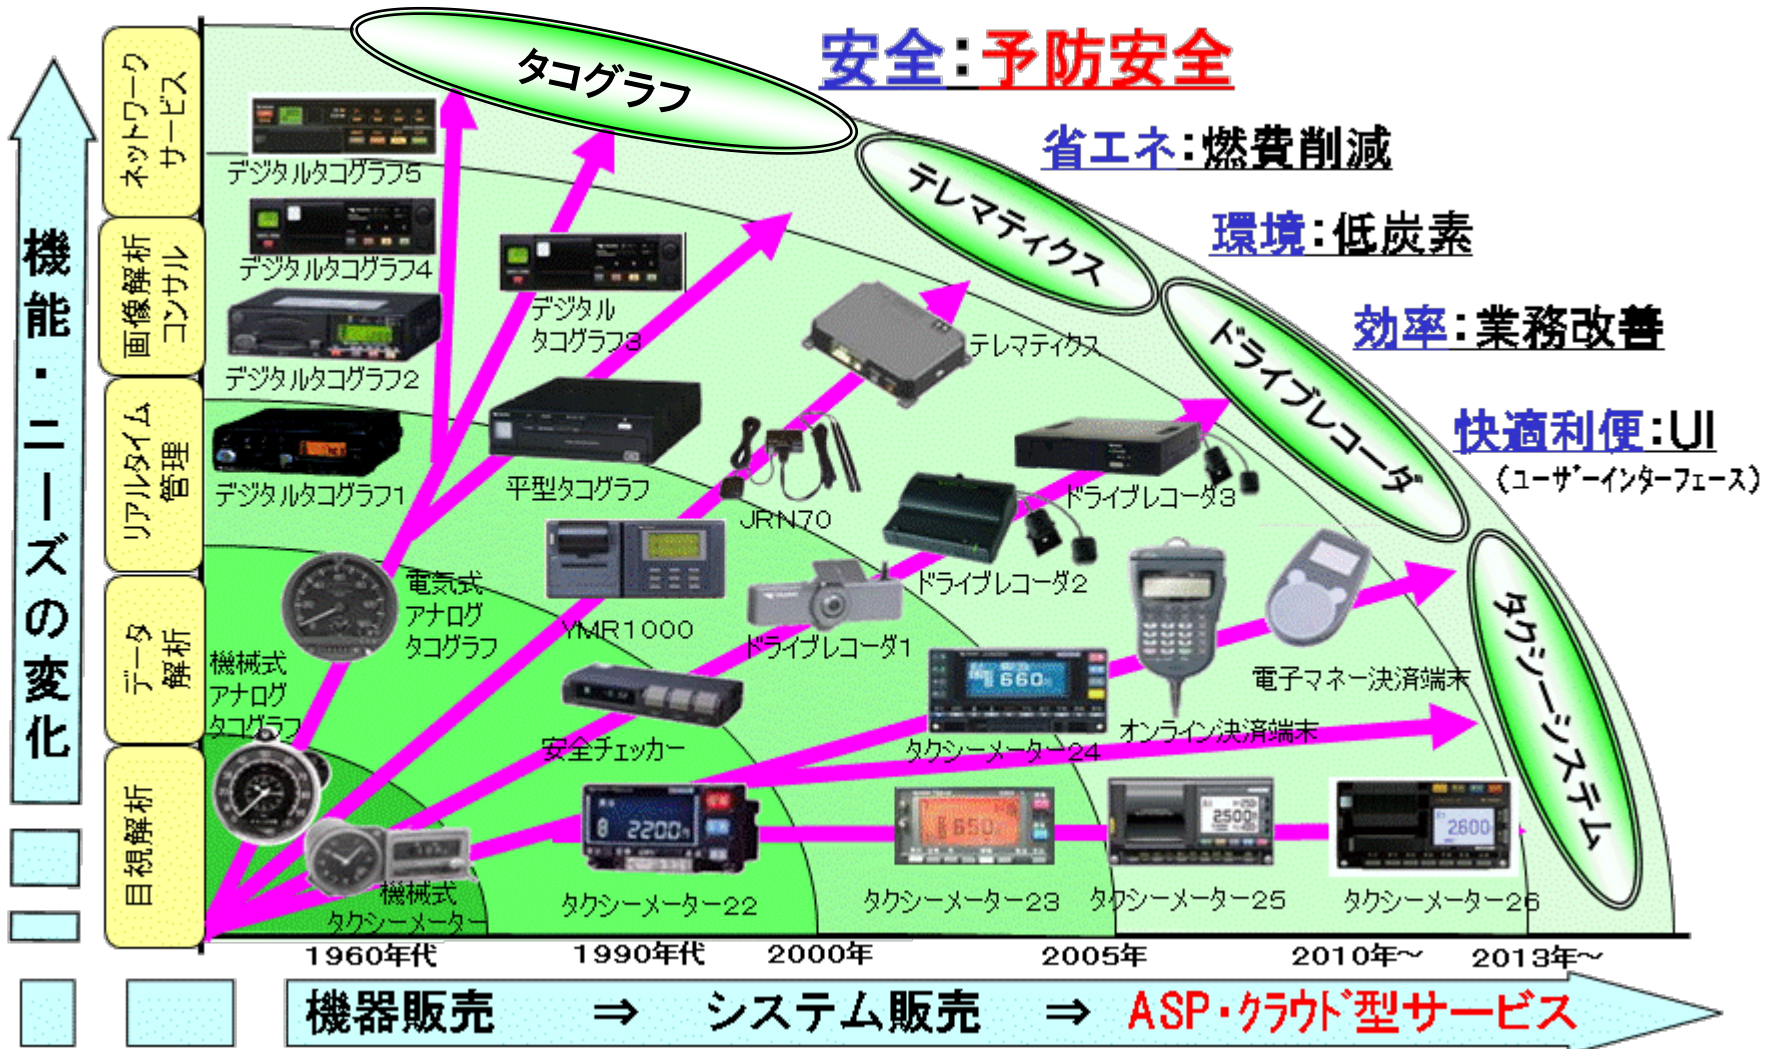 安全：予防安全
省エネ：燃費削減
環境：低炭素
効率：業務改善
快適利便：UI
（ユーザーインターフェース）
タコグラフ
テレマティクス
ドライブレコーダ
タクシーシステム
機能・ニーズの変化
ネットワーク
サービス
画像解析
コンサル
リアルタイム
管理
データ
解析
目視解析
デジタルタコグラフ5
デジタルタコグラフ4
デジタルタコグラフ2
デジタル
タコグラフ3
デジタルタコグラフ1
平型タコグラフ
テレマティクス
JRN70
ドライブレコーダ3
ドライブレコーダ2
ドライブレコーダ1
電気式
アナログ
タコグラフ
YMR1000
機械式
アナログ
タコグラフ
安全チェッカー
660
タクシーメーター24
オンライン決済端末
電子マネー決済端末
機械式
タクシーメーター
2200
タクシーメーター22
650
タクシーメーター23
2500
タクシーメーター25
2600
タクシーメーター26
1960年代
1990年代
2000年
2005年
2010年～
2013年～
機器販売 ⇒ システム販売 ⇒ ASP・クラウド型サービス